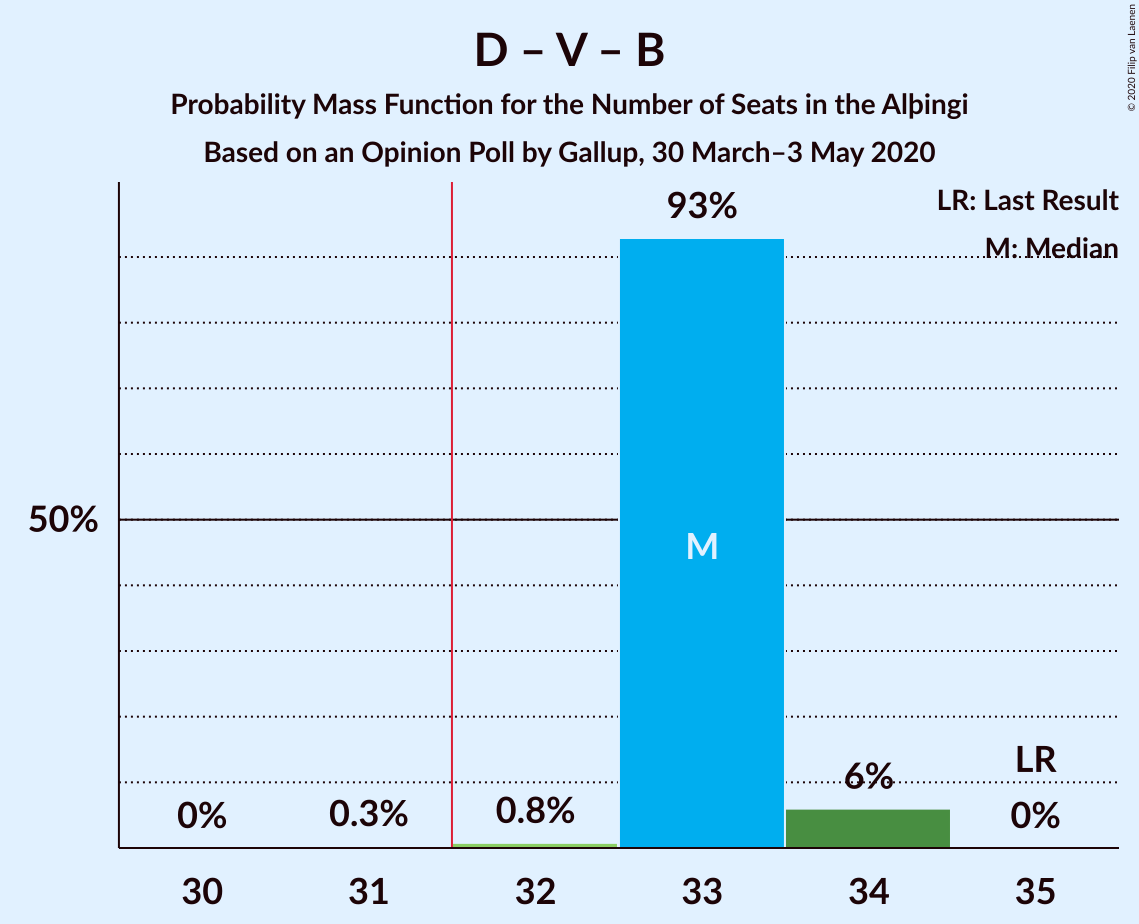 D – V – B
Probability Mass Function for the Number of Seats in the Alþingi
Based on an Opinion Poll by Gallup, 30 March–3 May 2020
© 2020 Filip van Laenen
LR: Last Result
M: Median
93%
50%
M
LR
6%
0%
0.3%
0.8%
0%
30
31
32
33
34
35